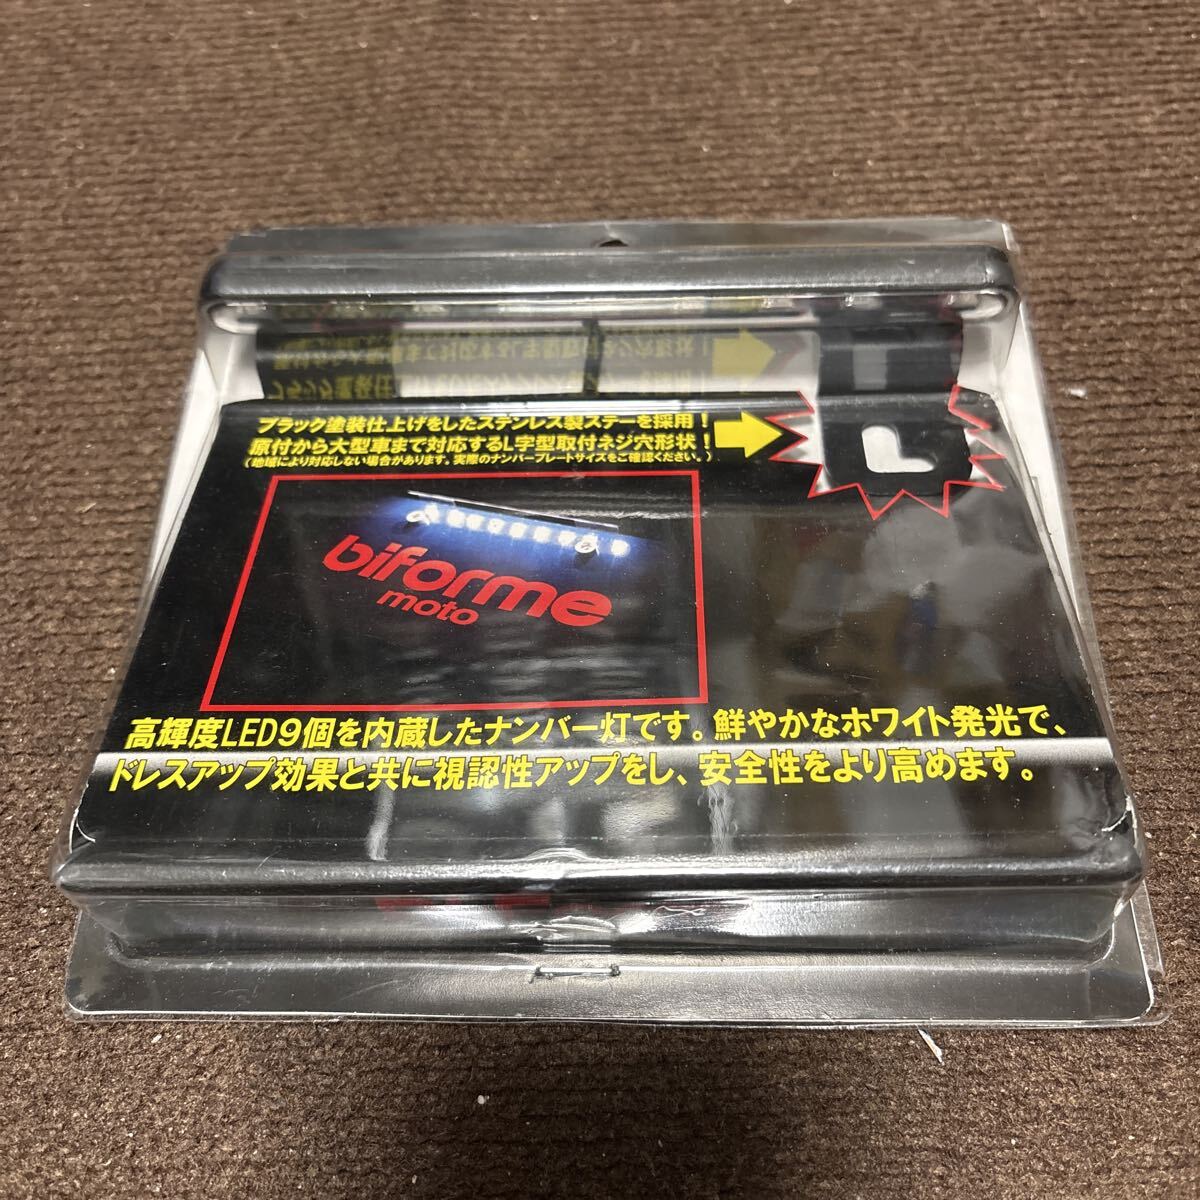 ブラック塗装仕上げをしたステンレス製ステーを採用！
原付から大型車まで対応するL字型取付ネジ穴形状！
（地域により対応しない場合があります。実際のナンバープレートサイズをご確認ください。）
biforme
moto
高輝度LED9個を内蔵したナンバー灯です。鮮やかなホワイト発光で、
ドレスアップ効果と共に視認性アップをし、安全性をより高めます。